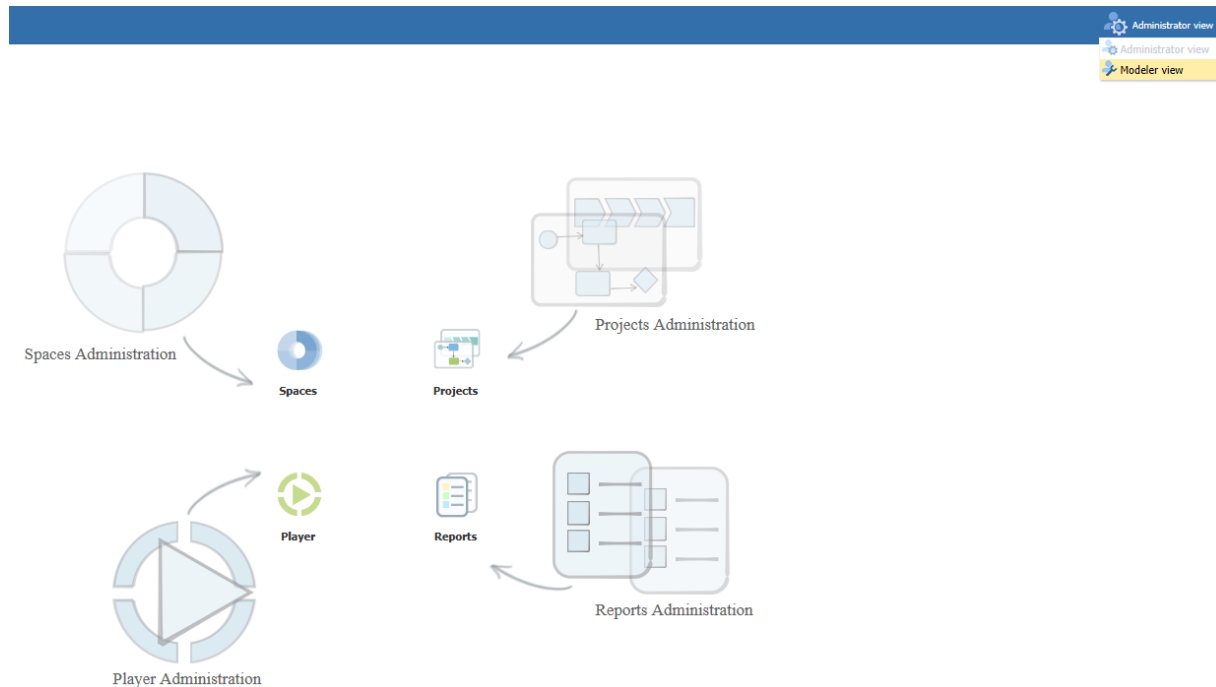 Administrator view
Administrator view
Modeler view
Projects Administration
Spaces Administration
Spaces
Projects
Player
Reports
Reports Administration
Player Administration